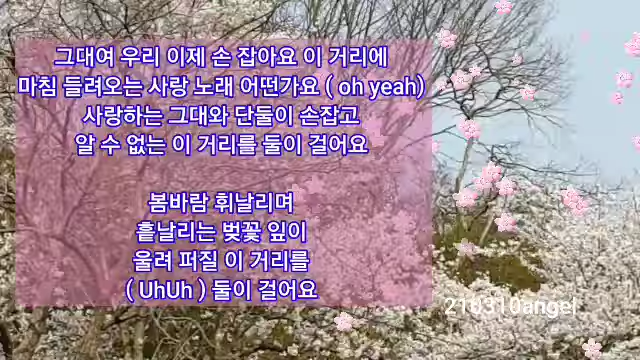 그대여 우리 이제 손 잡아요 이 거리에
마침 들려오는 사랑 노래 어떤가요 ( oh yeah)
사랑하는 그대와 단둘이 손잡고
알 수 없는 이 거리를 둘이 걸어요
봄바람 휘날리며
흩날리는 벚꽃 잎이
울려 퍼질 이 거리를
( UhUh ) 둘이 걸어요
210310angel